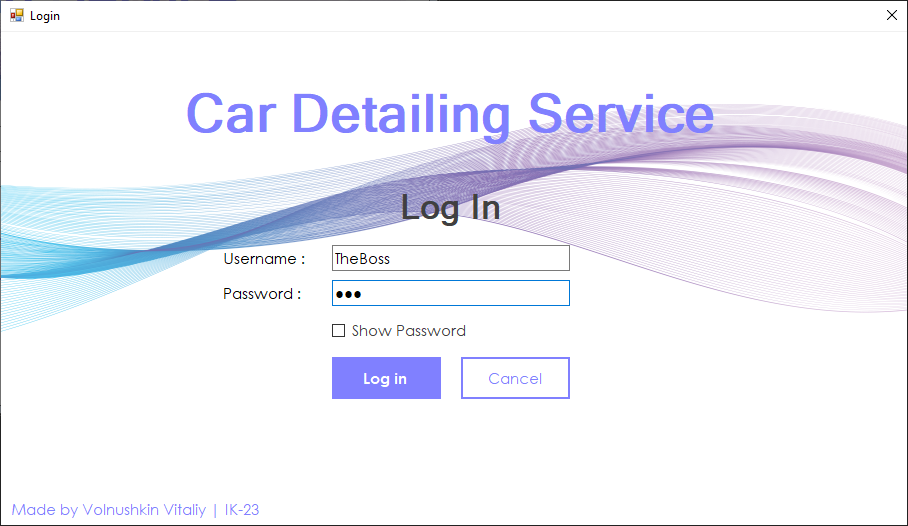 Login
Car Detailing Service
Log In
Username : TheBoss
Password : ●●●
Show Password
Log in Cancel
Made by Volnushkin Vitaliy | IK-23